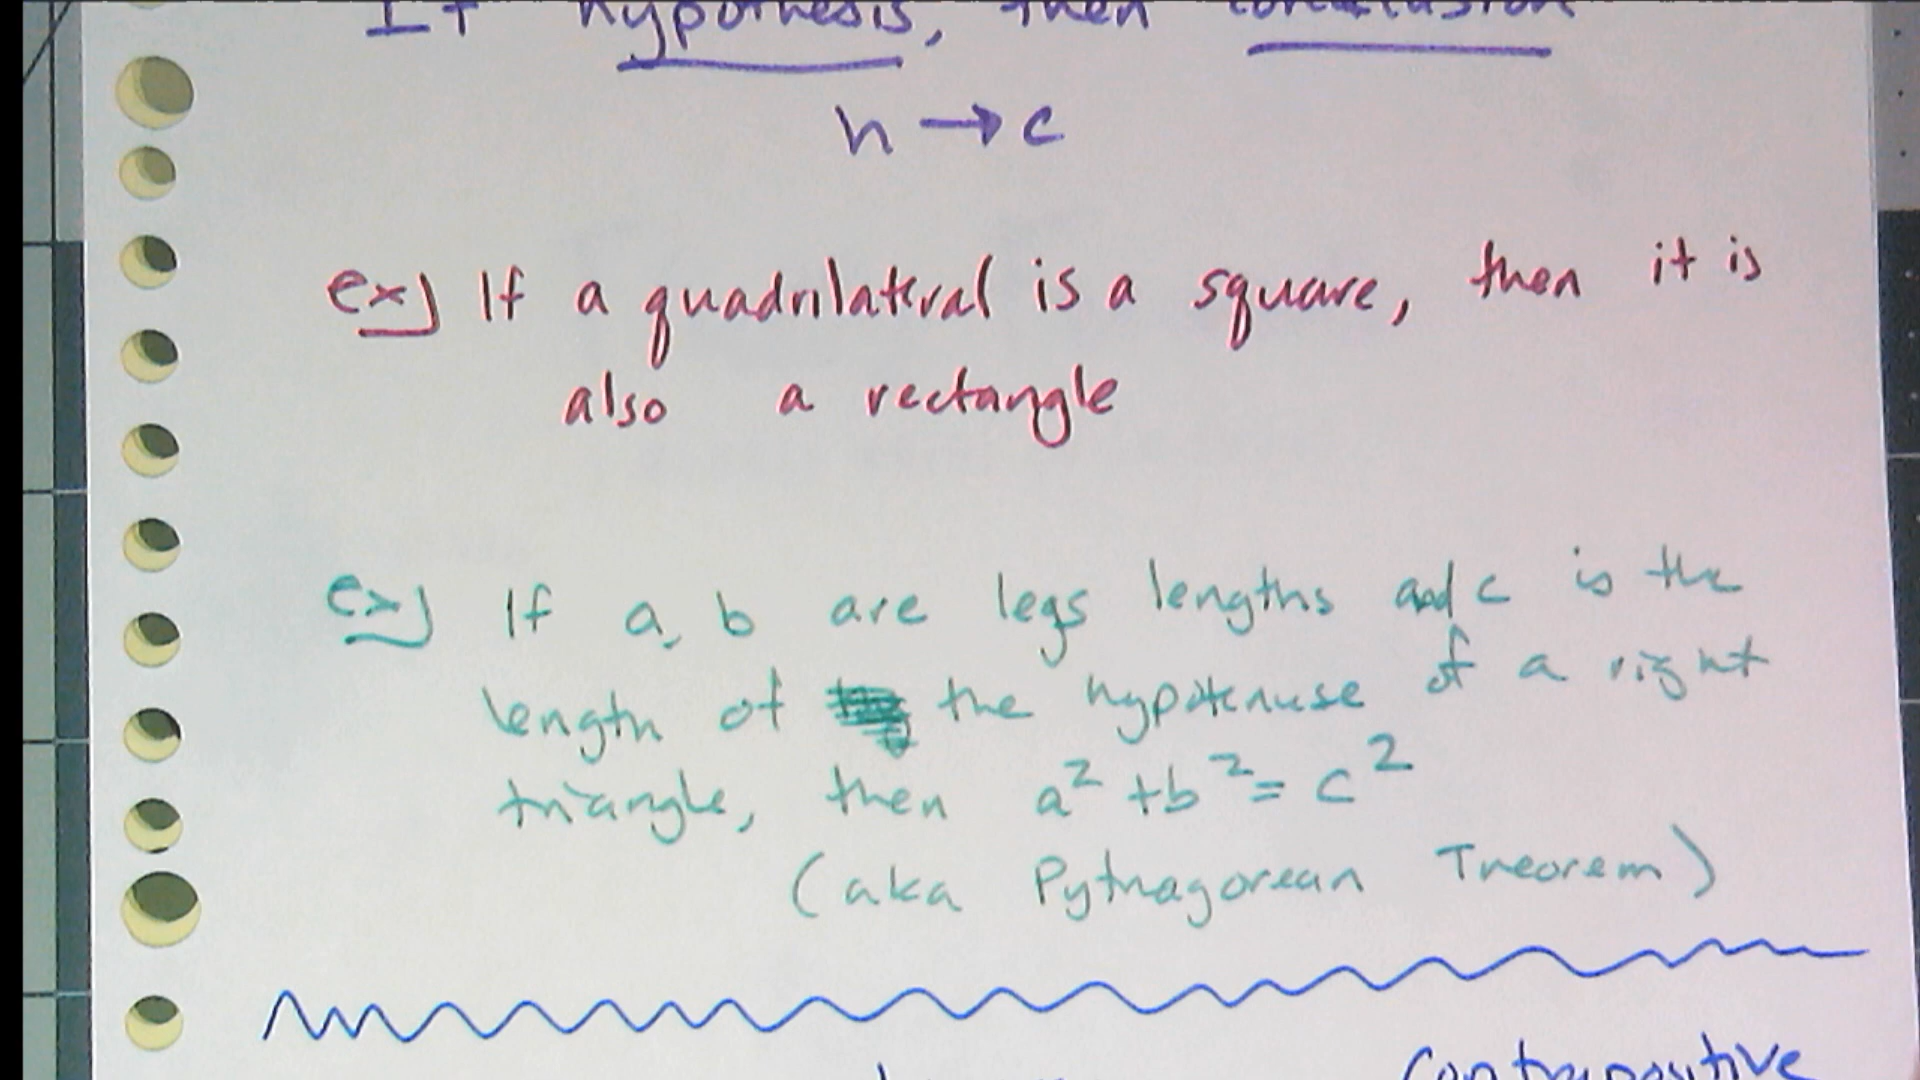 If hypothesis, then conclusion
h → c
ex) If a quadrilateral is a square, then it is
also a rectangle
ex) If a, b are legs lengths and c is the
length of the hypotenuse of a right
triangle, then a² + b² = c²
(aka Pythagorean Theorem)
Contrapositive